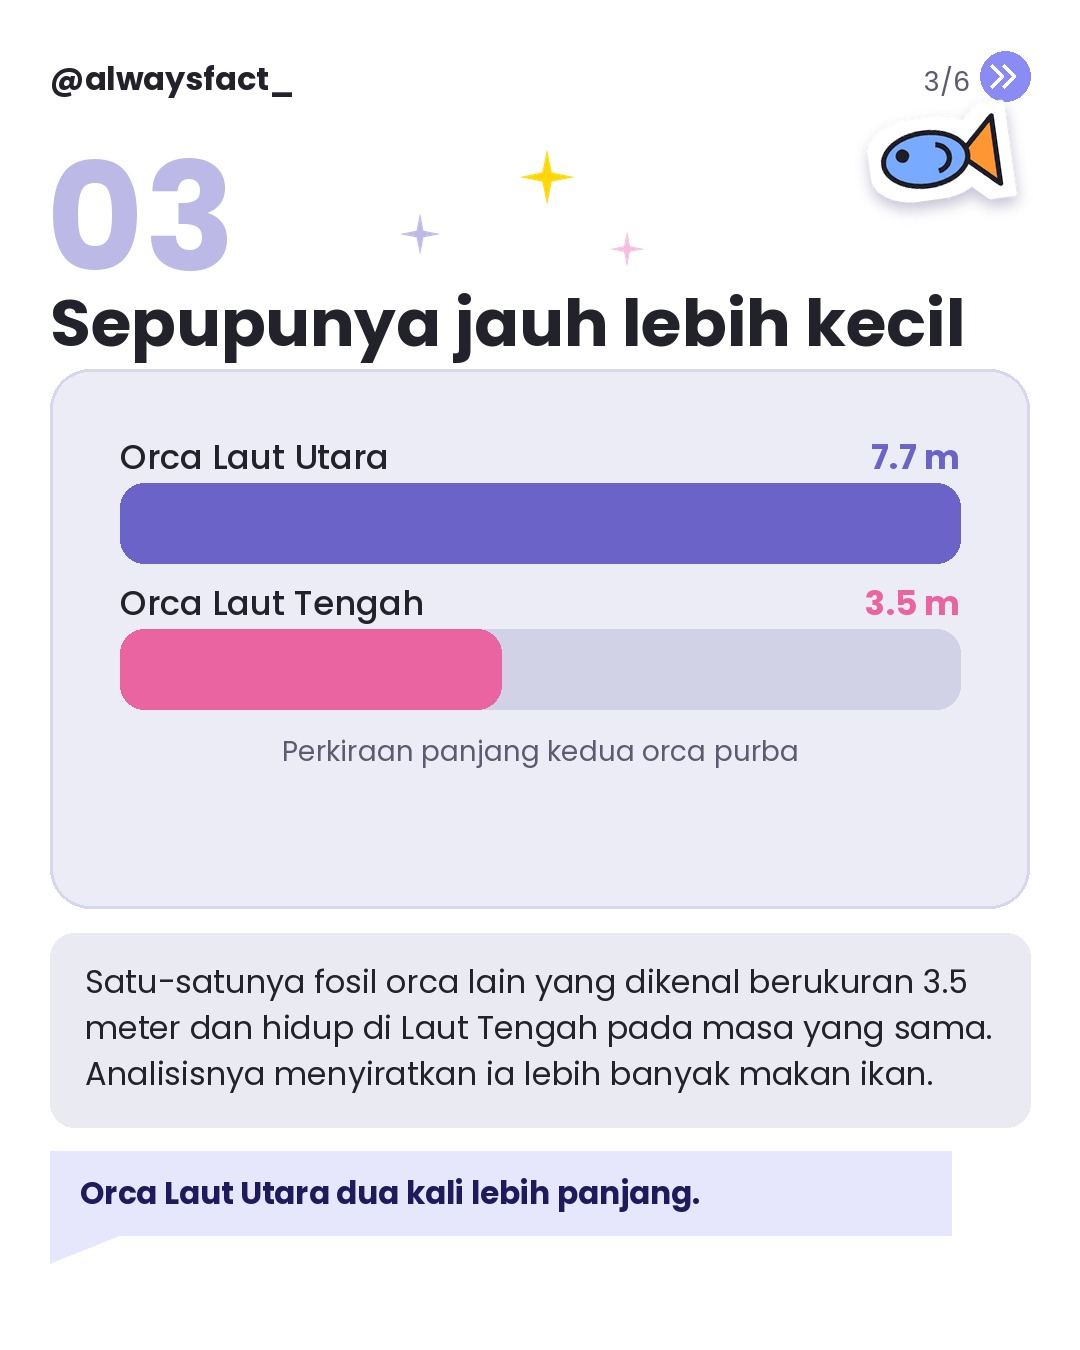 @alwaysfact_
3/6
03
Sepupunya jauh lebih kecil
Orca Laut Utara 7.7 m
Orca Laut Tengah 3.5 m
Perkiraan panjang kedua orca purba
Satu-satunya fosil orca lain yang dikenal berukuran 3.5
meter dan hidup di Laut Tengah pada masa yang sama.
Analisisnya menyiratkan ia lebih banyak makan ikan.
Orca Laut Utara dua kali lebih panjang.